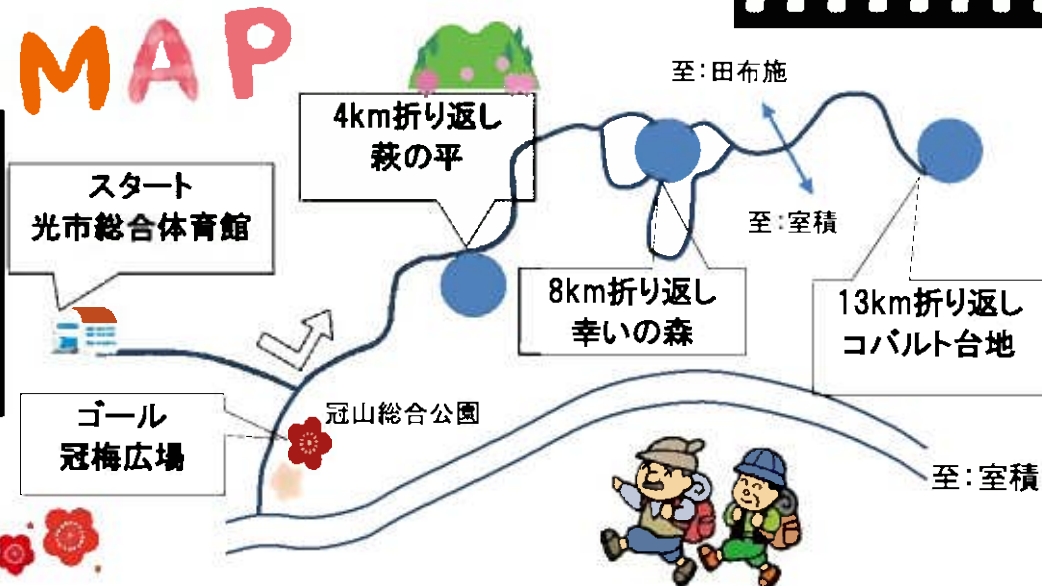 MAP
至:田布施
4km折り返し
萩の平
スタート
光市総合体育館
至:室積
8km折り返し
幸いの森
13km折り返し
コバルト台地
ゴール
冠梅広場
冠山総合公園
至:室積